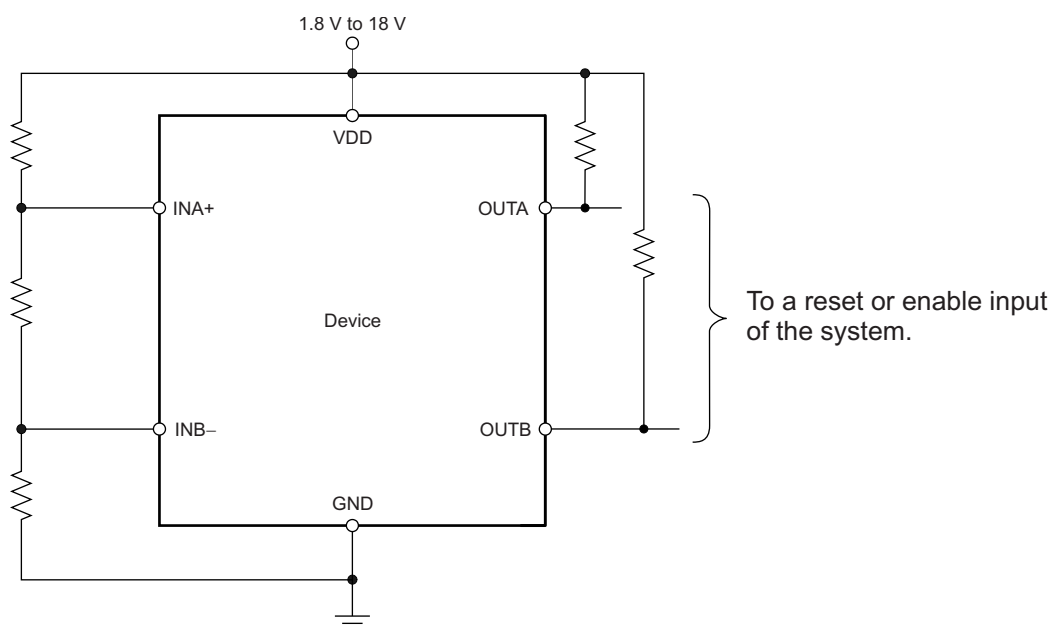 1.8 V to 18 V
VDD
INA+
OUTA
Device
To a reset or enable input
of the system.
INB–
OUTB
GND